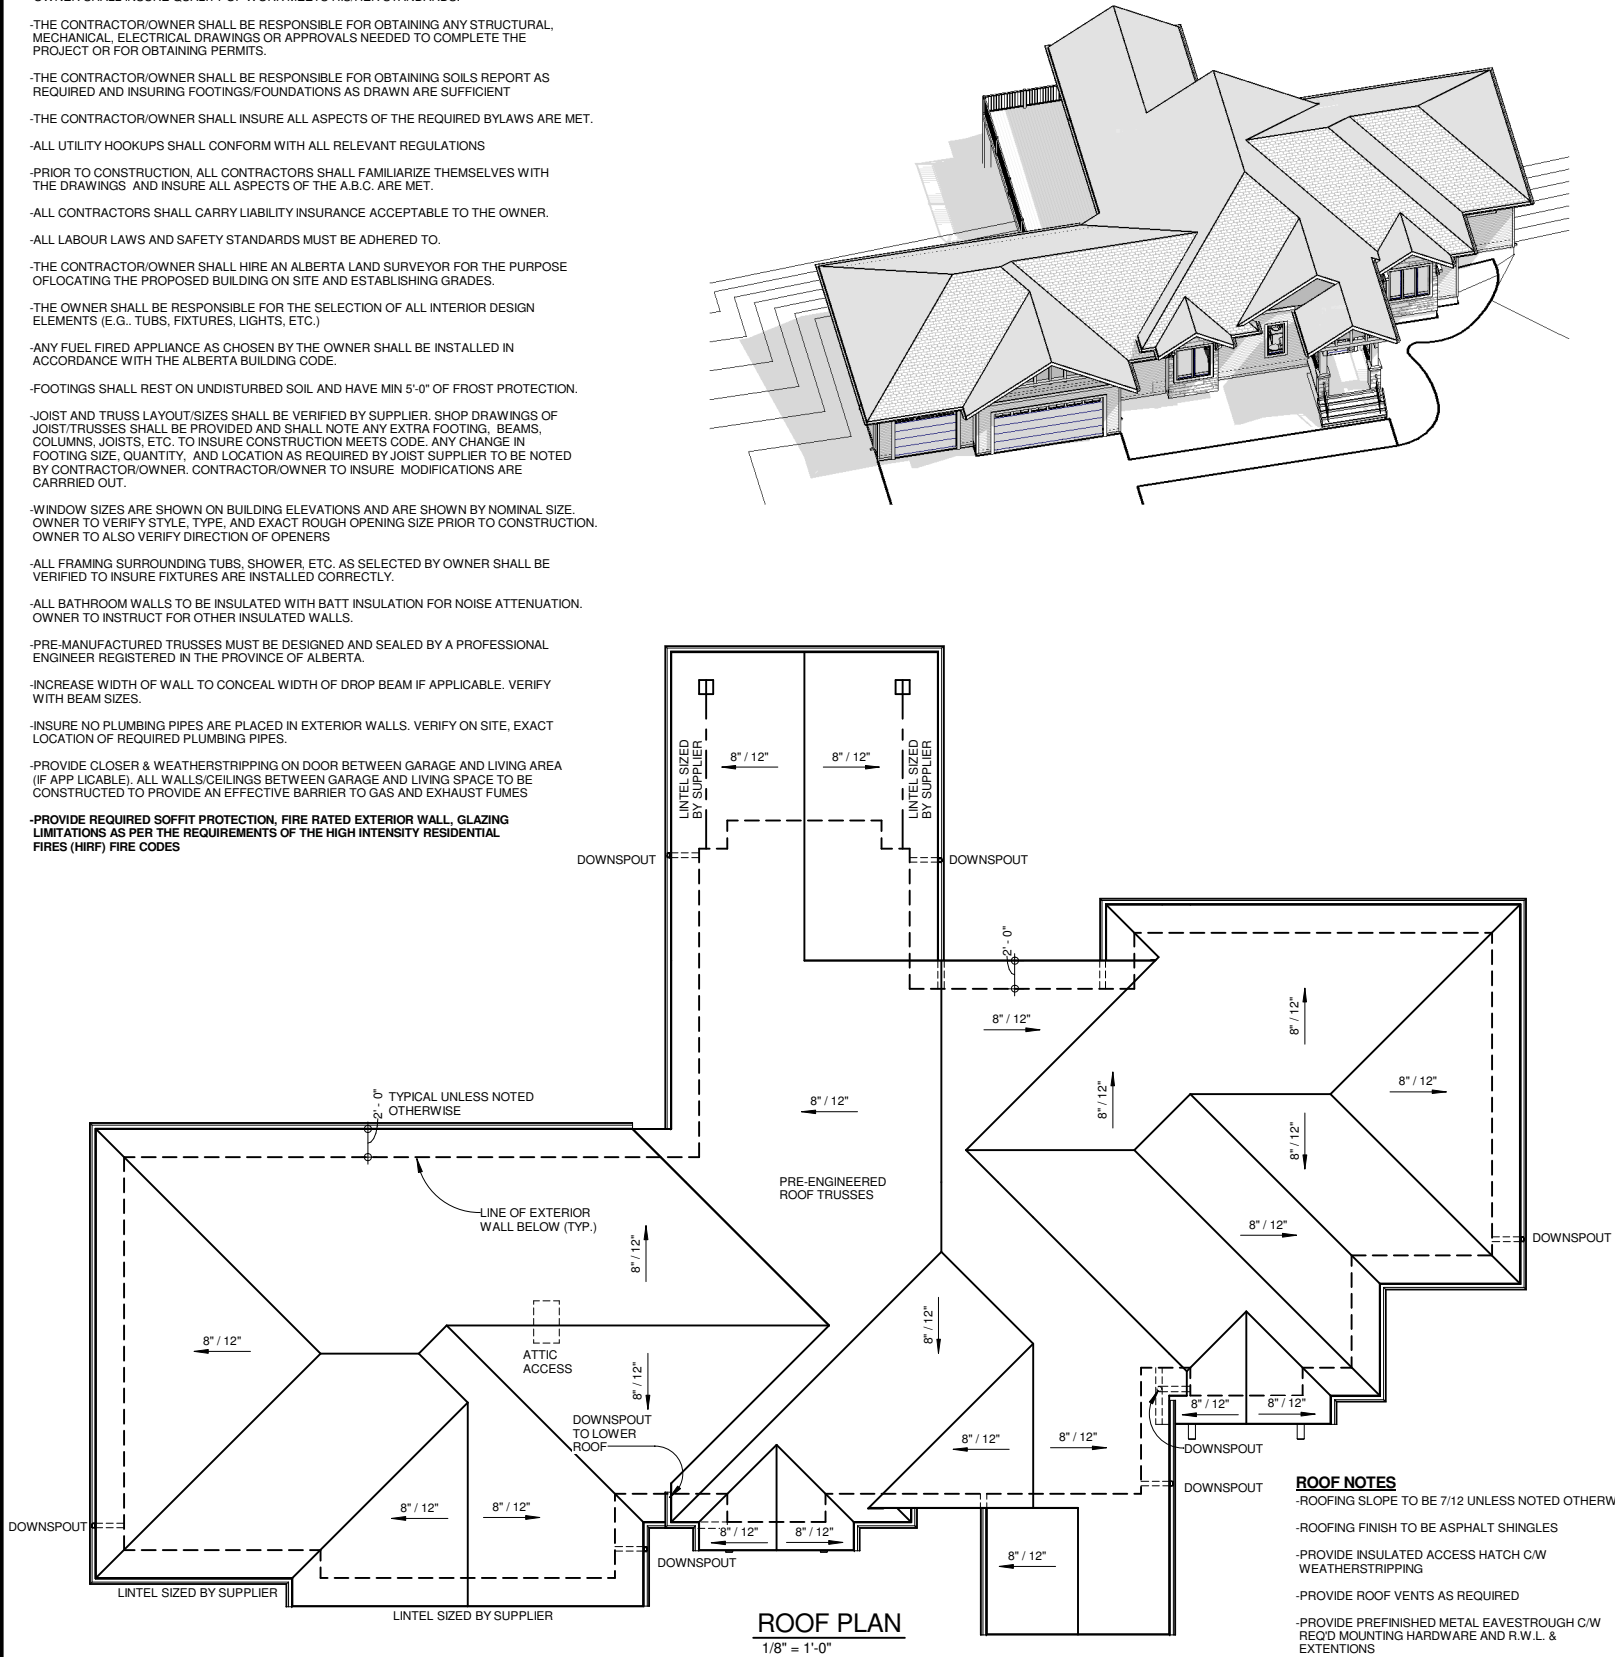 -THE CONTRACTOR/OWNER SHALL BE RESPONSIBLE FOR OBTAINING ANY STRUCTURAL,
MECHANICAL, ELECTRICAL DRAWINGS OR APPROVALS NEEDED TO COMPLETE THE
PROJECT OR FOR OBTAINING PERMITS.
-THE CONTRACTOR/OWNER SHALL BE RESPONSIBLE FOR OBTAINING SOILS REPORT AS
REQUIRED AND INSURING FOOTINGS/FOUNDATIONS AS DRAWN ARE SUFFICIENT
-THE CONTRACTOR/OWNER SHALL INSURE ALL ASPECTS OF THE REQUIRED BYLAWS ARE MET.
-ALL UTILITY HOOKUPS SHALL CONFORM WITH ALL RELEVANT REGULATIONS
-PRIOR TO CONSTRUCTION, ALL CONTRACTORS SHALL FAMILIARIZE THEMSELVES WITH
THE DRAWINGS AND INSURE ALL ASPECTS OF THE A.B.C. ARE MET.
-ALL CONTRACTORS SHALL CARRY LIABILITY INSURANCE ACCEPTABLE TO THE OWNER.
-ALL LABOUR LAWS AND SAFETY STANDARDS MUST BE ADHERED TO.
-THE CONTRACTOR/OWNER SHALL HIRE AN ALBERTA LAND SURVEYOR FOR THE PURPOSE
OFLOCATING THE PROPOSED BUILDING ON SITE AND ESTABLISHING GRADES.
-THE OWNER SHALL BE RESPONSIBLE FOR THE SELECTION OF ALL INTERIOR DESIGN
ELEMENTS (E.G.. TUBS, FIXTURES, LIGHTS, ETC.)
-ANY FUEL FIRED APPLIANCE AS CHOSEN BY THE OWNER SHALL BE INSTALLED IN
ACCORDANCE WITH THE ALBERTA BUILDING CODE.
-FOOTINGS SHALL REST ON UNDISTURBED SOIL AND HAVE MIN 5'-0" OF FROST PROTECTION.
-JOIST AND TRUSS LAYOUT/SIZES SHALL BE VERIFIED BY SUPPLIER. SHOP DRAWINGS OF
JOIST/TRUSSES SHALL BE PROVIDED AND SHALL NOTE ANY EXTRA FOOTING, BEAMS,
COLUMNS, JOISTS, ETC. TO INSURE CONSTRUCTION MEETS CODE. ANY CHANGE IN
FOOTING SIZE, QUANTITY, AND LOCATION AS REQUIRED BY JOIST SUPPLIER TO BE NOTED
BY CONTRACTOR/OWNER. CONTRACTOR/OWNER TO INSURE MODIFICATIONS ARE
CARRRIED OUT.
-WINDOW SIZES ARE SHOWN ON BUILDING ELEVATIONS AND ARE SHOWN BY NOMINAL SIZE.
OWNER TO VERIFY STYLE, TYPE, AND EXACT ROUGH OPENING SIZE PRIOR TO CONSTRUCTION.
OWNER TO ALSO VERIFY DIRECTION OF OPENERS
-ALL FRAMING SURROUNDING TUBS, SHOWER, ETC. AS SELECTED BY OWNER SHALL BE
VERIFIED TO INSURE FIXTURES ARE INSTALLED CORRECTLY.
-ALL BATHROOM WALLS TO BE INSULATED WITH BATT INSULATION FOR NOISE ATTENUATION.
OWNER TO INSTRUCT FOR OTHER INSULATED WALLS.
-PRE-MANUFACTURED TRUSSES MUST BE DESIGNED AND SEALED BY A PROFESSIONAL
ENGINEER REGISTERED IN THE PROVINCE OF ALBERTA.
-INCREASE WIDTH OF WALL TO CONCEAL WIDTH OF DROP BEAM IF APPLICABLE. VERIFY
WITH BEAM SIZES.
-INSURE NO PLUMBING PIPES ARE PLACED IN EXTERIOR WALLS. VERIFY ON SITE, EXACT
LOCATION OF REQUIRED PLUMBING PIPES.
-PROVIDE CLOSER & WEATHERSTRIPPING ON DOOR BETWEEN GARAGE AND LIVING AREA
(IF APP LICABLE). ALL WALLS/CEILINGS BETWEEN GARAGE AND LIVING SPACE TO BE
CONSTRUCTED TO PROVIDE AN EFFECTIVE BARRIER TO GAS AND EXHAUST FUMES
-PROVIDE REQUIRED SOFFIT PROTECTION, FIRE RATED EXTERIOR WALL, GLAZING
LIMITATIONS AS PER THE REQUIREMENTS OF THE HIGH INTENSITY RESIDENTIAL
FIRES (HIRF) FIRE CODES
LINTEL SIZED
BY SUPPLIER
8" / 12"
8" / 12"
LINTEL SIZED
BY SUPPLIER
DOWNSPOUT
DOWNSPOUT
2' - 0"
8" / 12"
8" / 12"
8" / 12"
8" / 12"
8" / 12"
8" / 12"
2' - 0"
TYPICAL UNLESS NOTED
OTHERWISE
PRE-ENGINEERED
ROOF TRUSSES
LINE OF EXTERIOR
WALL BELOW (TYP.)
8" / 12"
8" / 12"
DOWNSPOUT
8" / 12"
8" / 12"
8" / 12"
ATTIC
ACCESS
8" / 12"
DOWNSPOUT
TO LOWER
ROOF
8" / 12"
8" / 12"
8" / 12"
8" / 12"
DOWNSPOUT
DOWNSPOUT
8" / 12"
8" / 12"
DOWNSPOUT
8" / 12"
8" / 12"
8" / 12"
DOWNSPOUT
LINTEL SIZED BY SUPPLIER
LINTEL SIZED BY SUPPLIER
ROOF PLAN
1/8" = 1'-0"
ROOF NOTES
-ROOFING SLOPE TO BE 7/12 UNLESS NOTED OTHERW
-ROOFING FINISH TO BE ASPHALT SHINGLES
-PROVIDE INSULATED ACCESS HATCH C/W
WEATHERSTRIPPING
-PROVIDE ROOF VENTS AS REQUIRED
-PROVIDE PREFINISHED METAL EAVESTROUGH C/W
REQ'D MOUNTING HARDWARE AND R.W.L. &
EXTENTIONS